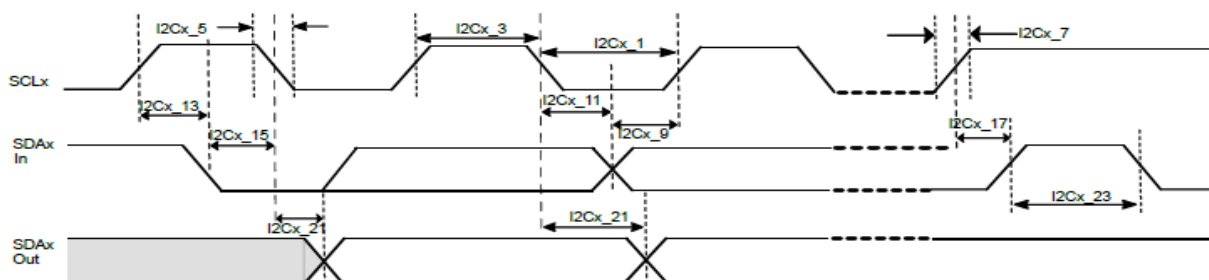 I2Cx_5
I2Cx_3
I2Cx_1
I2Cx_7
SCLx
I2Cx_13
I2Cx_11
I2Cx_9
I2Cx_15
I2Cx_17
SDAx
In
I2Cx_23
I2Cx_21
I2Cx_21
SDAx
Out